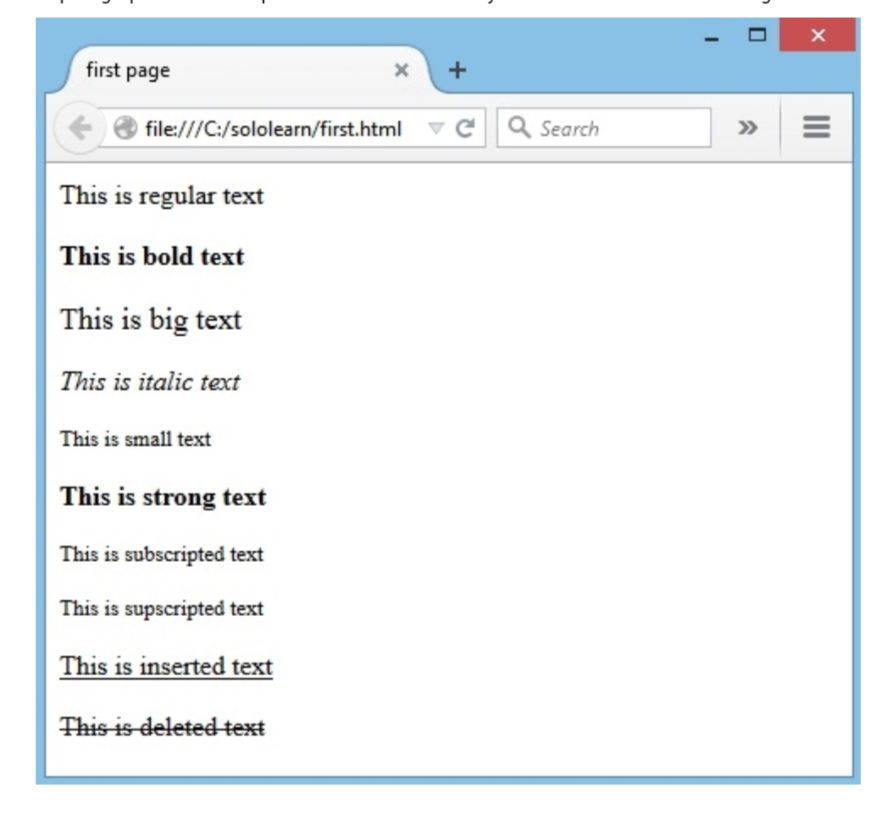 first page
file:///C:/sololearn/first.html
Search
This is regular text
This is bold text
This is big text
This is italic text
This is small text
This is strong text
This is subscripted text
This is supscripted text
This is inserted text
This is deleted text